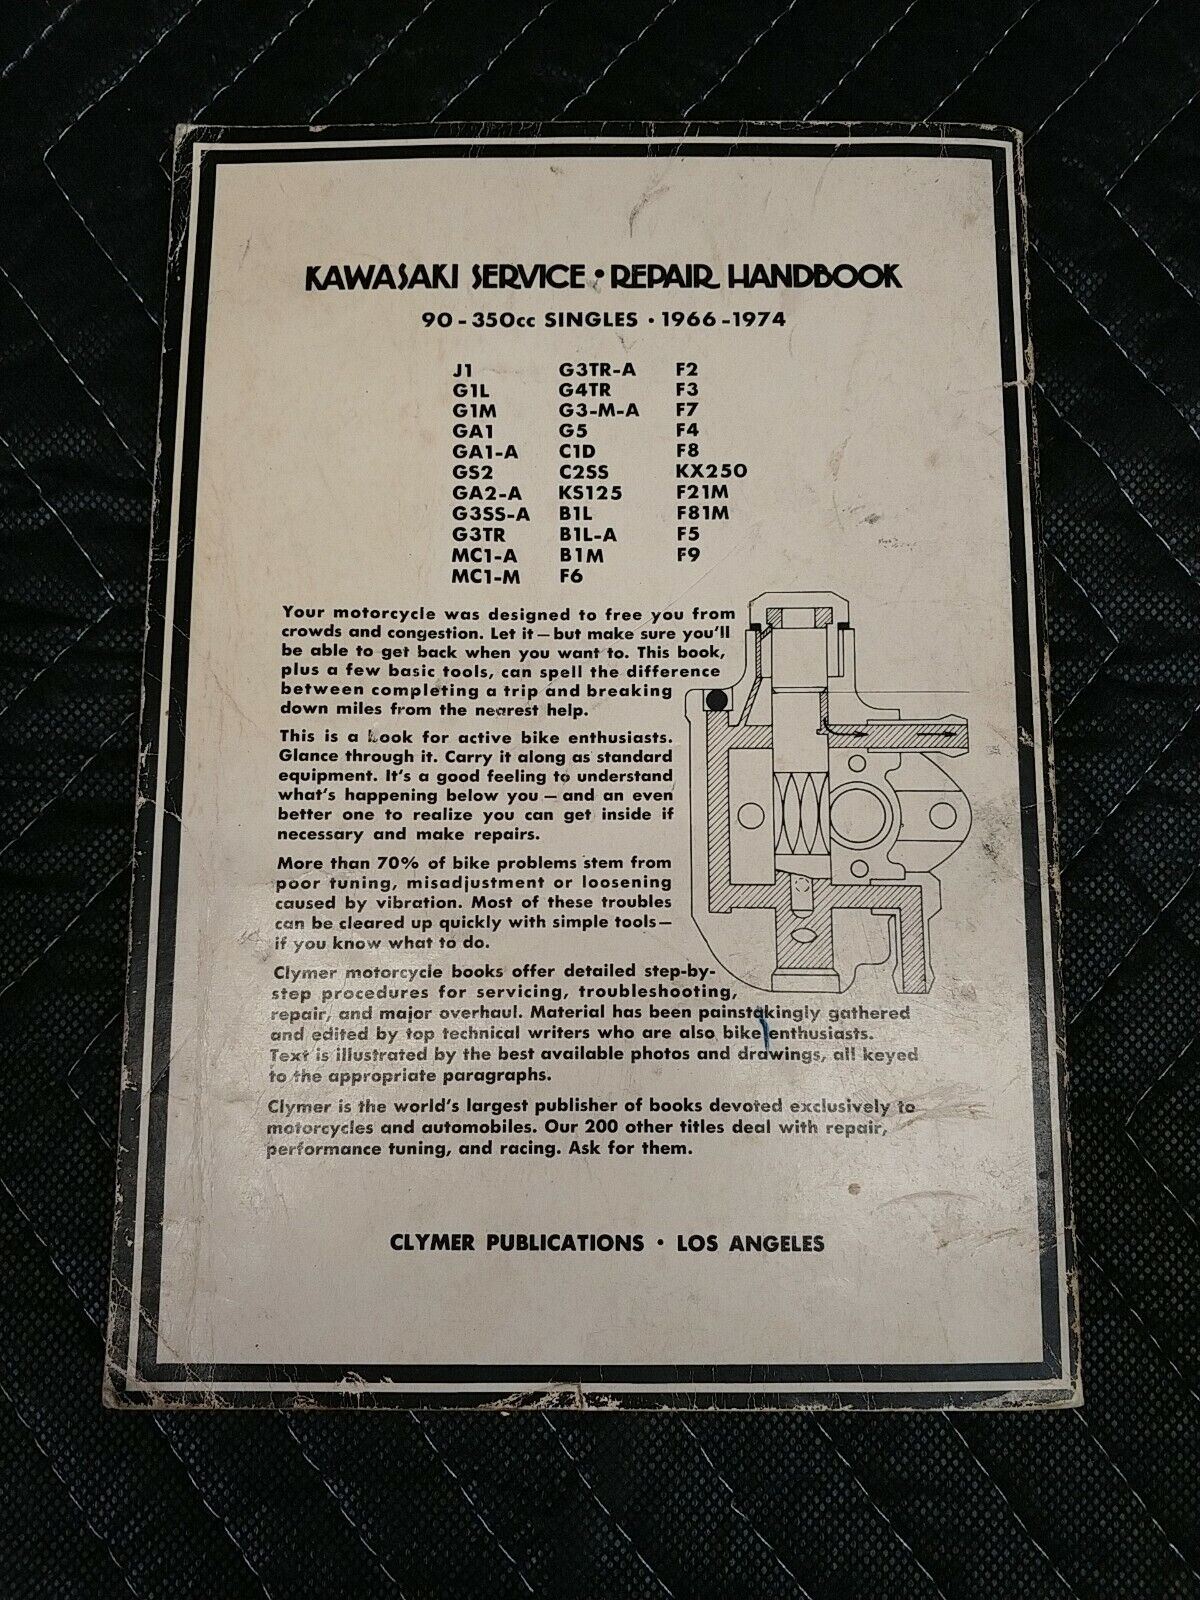 KAWASAKI SERVICE • REPAIR HANDBOOK
90-350cc SINGLES • 1966-1974
J1 G3TR-A F2
G1L G4TR F3
G1M G3-M-A F7
GA1 G5 F4
GA1-A C1D F8
GS2 C2SS KX250
GA2-A KS125 F21M
G3SS-A B1L F81M
G3TR B1L-A F5
MC1-A B1M F9
MC1-M F6
Your motorcycle was designed to free you from
crowds and congestion. Let it—but make sure you'll
be able to get back when you want to. This book,
plus a few basic tools, can spell the difference
between completing a trip and breaking
down miles from the nearest help.
This is a book for active bike enthusiasts.
Glance through it. Carry it along as standard
equipment. It's a good feeling to understand
what's happening below you—and an even
better one to realize you can get inside if
necessary and make repairs.
More than 70% of bike problems stem from
poor tuning, misadjustment or loosening
caused by vibration. Most of these troubles
can be cleared up quickly with simple tools—
if you know what to do.
Clymer motorcycle books offer detailed step-by-
step procedures for servicing, troubleshooting,
repair, and major overhaul. Material has been painstakingly gathered
and edited by top technical writers who are also bike enthusiasts.
Text is illustrated by the best available photos and drawings, all keyed
to the appropriate paragraphs.
Clymer is the world's largest publisher of books devoted exclusively to
motorcycles and automobiles. Our 200 other titles deal with repair,
performance tuning, and racing. Ask for them.
CLYMER PUBLICATIONS • LOS ANGELES